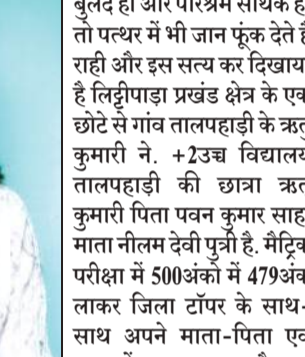 बुलंद हो और परिश्रम सार्थक ह
तो पत्थर में भी जान फूंक देते है
राही और इस सत्य कर दिखाया
है लिट्टीपाड़ा प्रखंड क्षेत्र के एक
छोटे से गांव तालपहाड़ी के ऋतु
कुमारी ने. +2उच्च विद्यालय
तालपहाड़ी की छात्रा ऋतु
कुमारी पिता पवन कुमार साह
माता नीलम देवी पुत्री है. मैट्रिक
परीक्षा में 500अंको में 479अंक
लाकर जिला टॉपर के साथ-
साथ अपने माता-पिता एवं